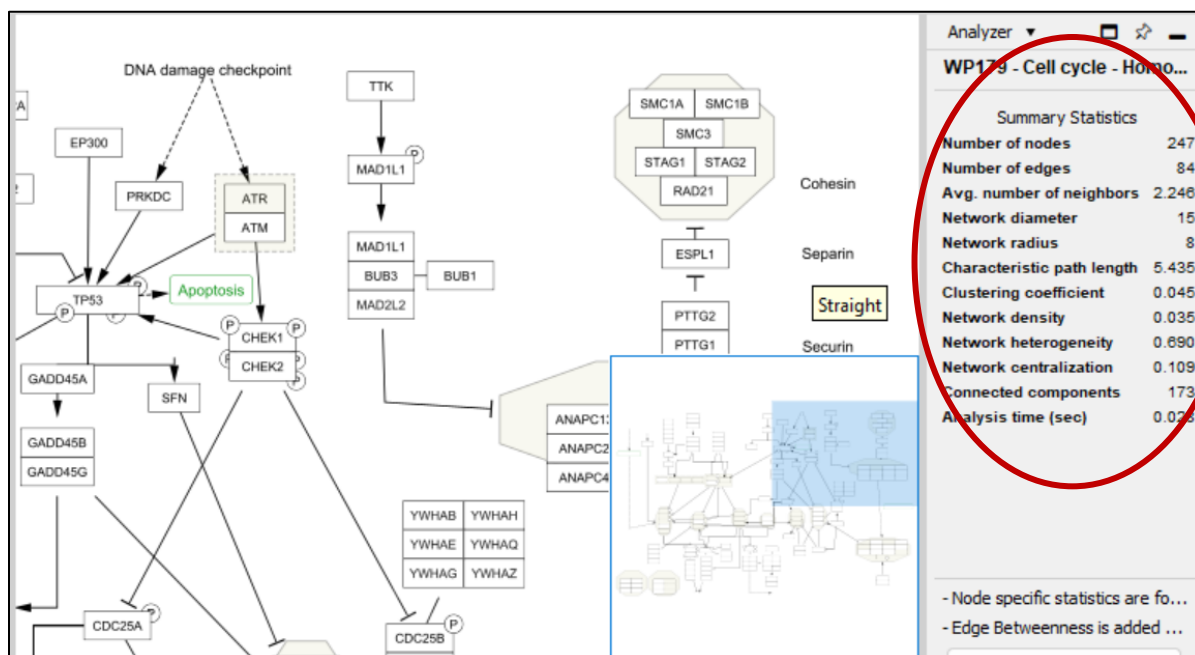 Analyzer ▼
WP179 - Cell cycle - Homo...
Summary Statistics
Number of nodes 247
Number of edges 84
Avg. number of neighbors 2.246
Network diameter 15
Network radius 8
Characteristic path length 5.435
Clustering coefficient 0.045
Network density 0.035
Network heterogeneity 0.690
Network centralization 0.109
Connected components 173
Analysis time (sec)
- Node specific statistics are fo...
- Edge Betweenness is added ...
DNA damage checkpoint
EP300
PRKDC
ATR
ATM
TP53
P
P
P
Apoptosis
P
P
CHEK1
CHEK2
P
P
P
GADD45A
SFN
GADD45B
GADD45G
CDC25A
P
TTK
MAD1L1
P
MAD1L1
BUB3 BUB1
MAD2L2
YWHAB YWHAH
YWHAE YWHAQ
YWHAG YWHAZ
CDC25B
P
SMC1A SMC1B
SMC3
STAG1 STAG2
RAD21
Cohesin
ESPL1
Separin
Straight
PTTG2
PTTG1
Securin
ANAPC1
ANAPC2
ANAPC4